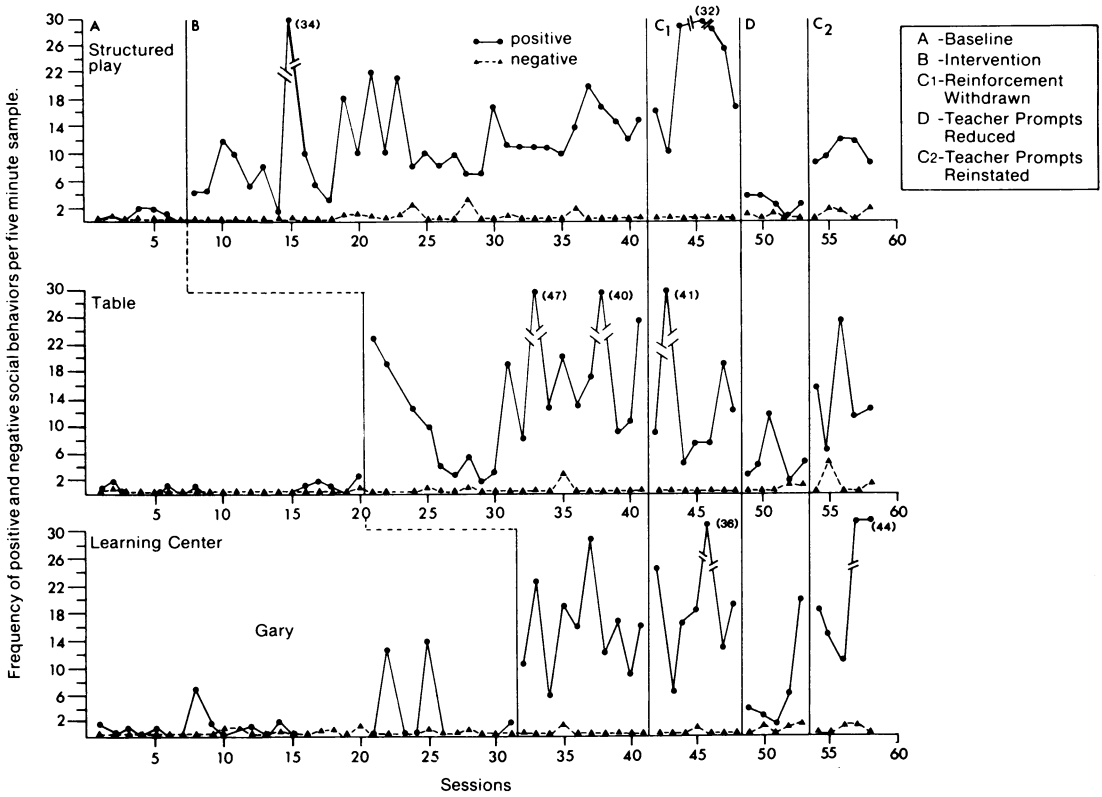 Frequency of positive and negative social behaviors per five minute sample.
A B C1 D C2
Structured
play
(34) (32)
positive
negative
30
26
22
18
14
10
6
2
5 10 15 20 25 30 35 40 45 50 55 60
A -Baseline
B -Intervention
C1-Reinforcement
Withdrawn
D -Teacher Prompts
Reduced
C2-Teacher Prompts
Reinstated
Table
(47) (40) (41)
30
26
22
18
14
10
6
2
5 10 15 20 25 30 35 40 45 50 55 60
Learning Center
(36) (44)
Gary
30
26
22
18
14
10
6
2
5 10 15 20 25 30 35 40 45 50 55 60
Sessions